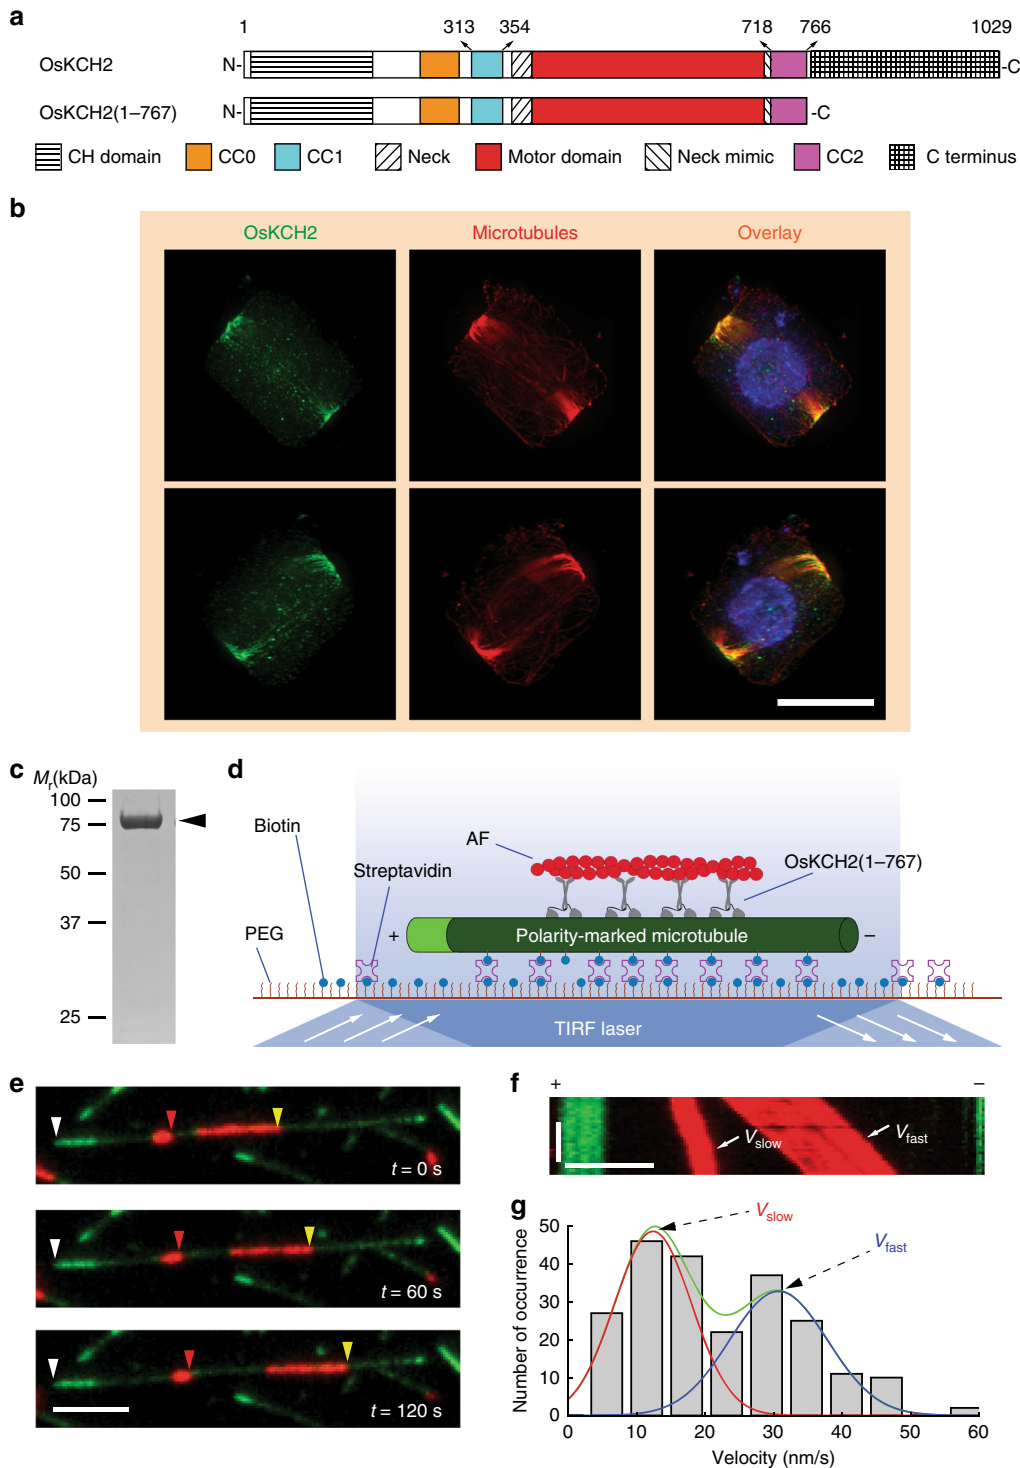 a
1 313 354 718 766 1029
OsKCH2 N- -C
OsKCH2(1–767) N- -C
CH domain CC0 CC1 Neck Motor domain Neck mimic CC2 C terminus
b
OsKCH2 Microtubules Overlay
c
Mr(kDa)
100
75
50
37
25
d
AF
Biotin
OsKCH2(1–767)
Streptavidin
PEG
+ Polarity-marked microtubule –
TIRF laser
e
t = 0 s
t = 60 s
t = 120 s
f
+ –
Vslow
Vfast
g
Vslow
Vfast
Number of occurrence
50
40
30
20
10
0
0 10 20 30 40 50 60
Velocity (nm/s)